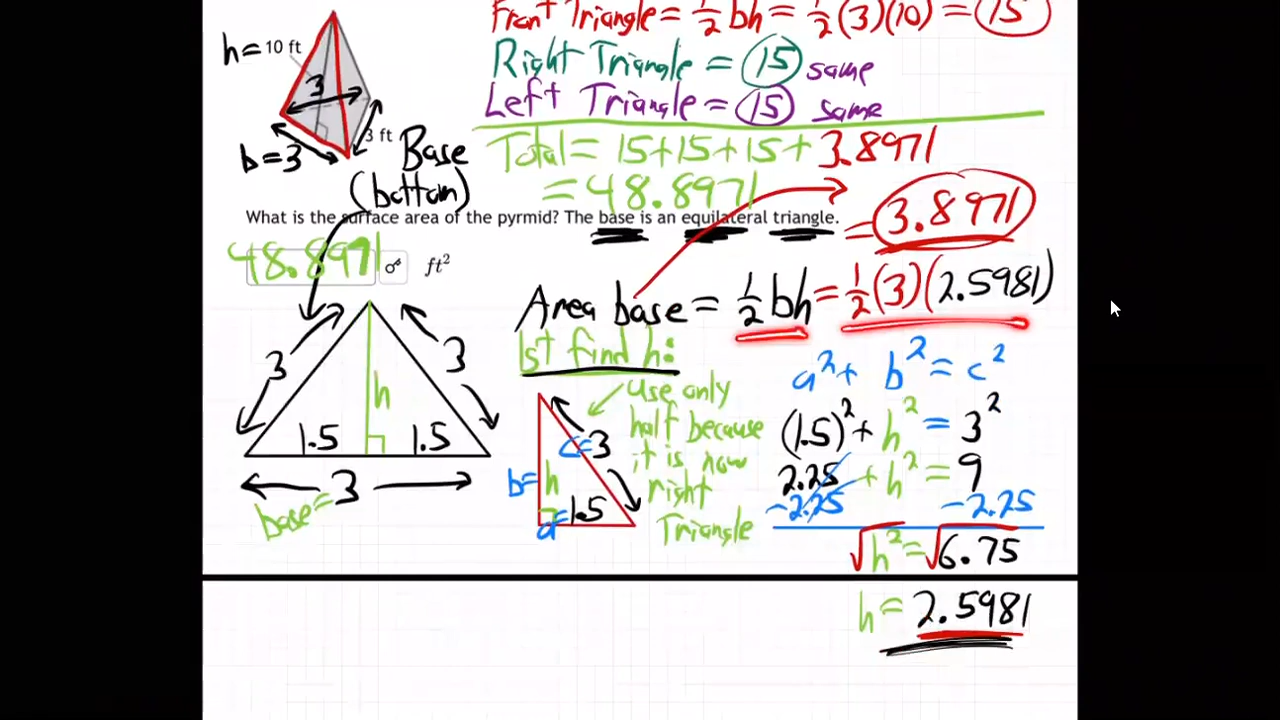 Front Triangle = 1/2 bh = 1/2 (3)(10) = 15
h = 10 ft
Right Triangle = 15 same
3
Left Triangle = 15 same
3 ft
b = 3
Base
(bottom)
Total = 15 + 15 + 15 + 3.8971
= 48.8971
What is the surface area of the pyrmid? The base is an equilateral triangle.
= 3.8971
48.8971 ft²
Area base = 1/2 bh = 1/2 (3)(2.5981)
1st find h:
3
3
h
1.5
1.5
base = 3
use only
half because
it is now
right
Triangle
c = 3
b = h
a = 1.5
a² + b² = c²
(1.5)² + h² = 3²
2.25 + h² = 9
-2.25 -2.25
√h² = √6.75
h = 2.5981